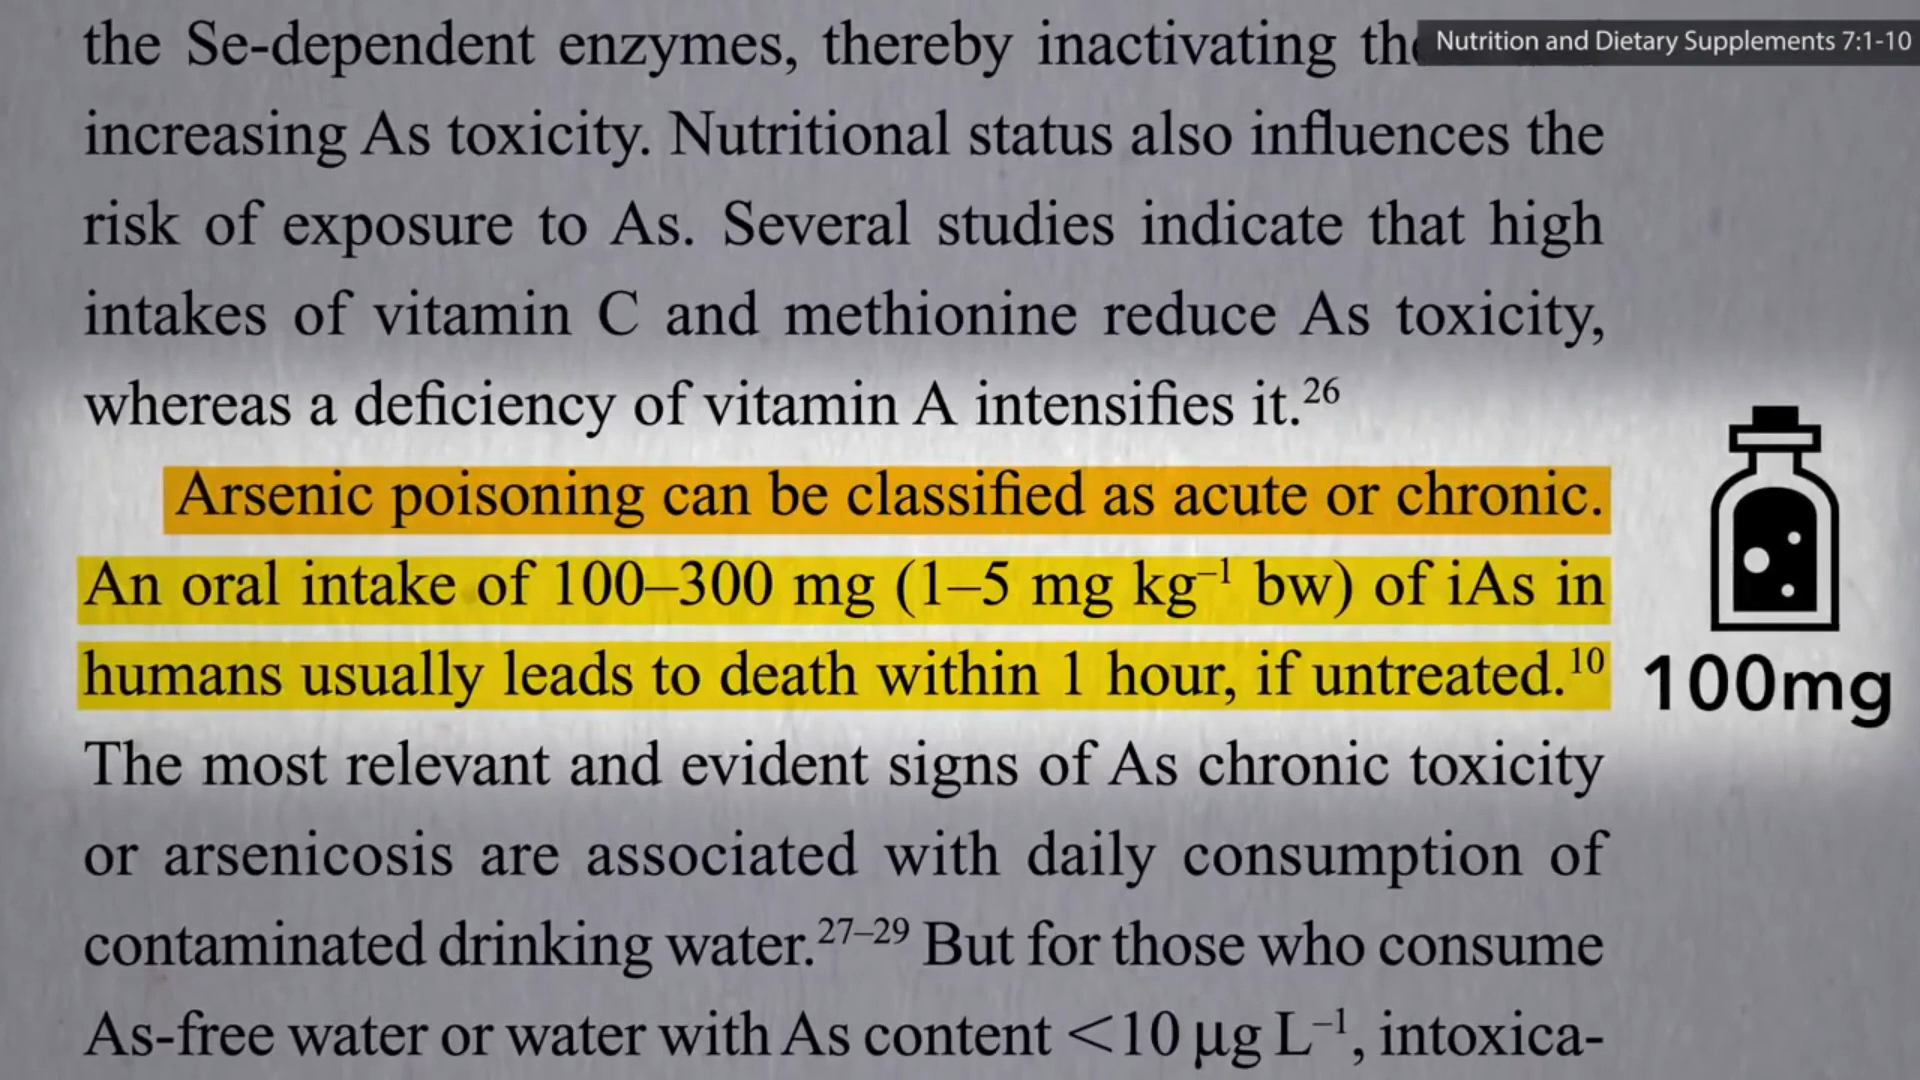 the Se-dependent enzymes, thereby inactivating
Nutrition and Dietary Supplements 7:1-10
increasing As toxicity. Nutritional status also influences the
risk of exposure to As. Several studies indicate that high
intakes of vitamin C and methionine reduce As toxicity,
whereas a deficiency of vitamin A intensifies it.²⁶
Arsenic poisoning can be classified as acute or chronic.
An oral intake of 100–300 mg (1–5 mg kg⁻¹ bw) of iAs in
humans usually leads to death within 1 hour, if untreated.¹⁰
100mg
The most relevant and evident signs of As chronic toxicity
or arsenicosis are associated with daily consumption of
contaminated drinking water.²⁷⁻²⁹ But for those who consume
As-free water or water with As content <10 µg L⁻¹, intoxica-